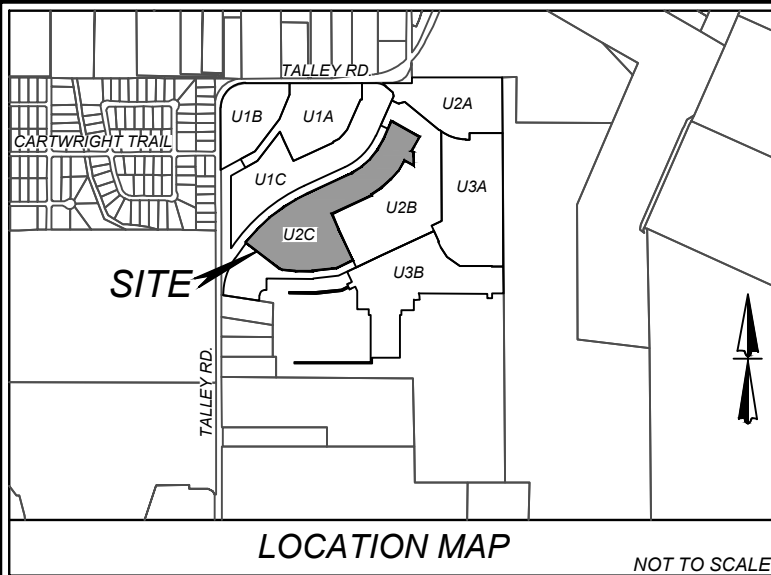 TALLEY RD.
U2A
U1B
U1A
CARTWRIGHT TRAIL
U1C
U3A
U2B
U2C
SITE
U3B
TALLEY RD.
LOCATION MAP
NOT TO SCALE